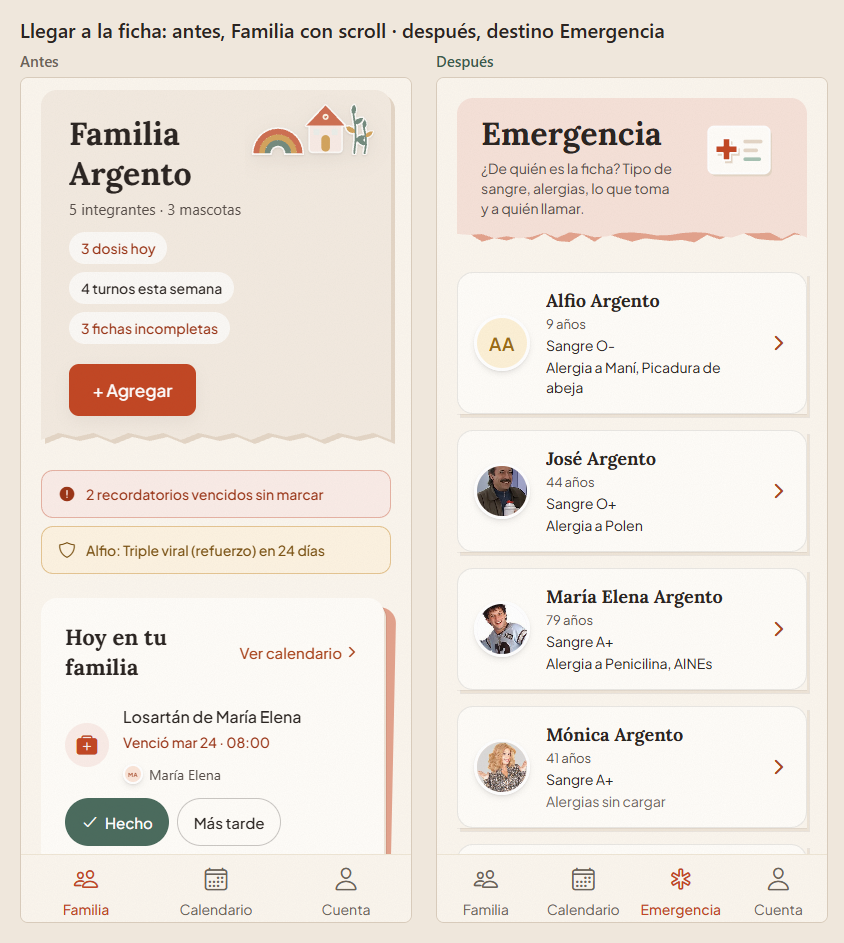 Llegar a la ficha: antes, Familia con scroll · después, destino Emergencia
Antes
Familia
Argento
5 integrantes · 3 mascotas
3 dosis hoy
4 turnos esta semana
3 fichas incompletas
+ Agregar
2 recordatorios vencidos sin marcar
Alfio: Triple viral (refuerzo) en 24 días
Hoy en tu
familia
Ver calendario
Losartán de María Elena
Venció mar 24 · 08:00
MA
María Elena
Hecho
Más tarde
Familia
Calendario
Cuenta
Después
Emergencia
¿De quién es la ficha? Tipo de
sangre, alergias, lo que toma
y a quién llamar.
AA
Alfio Argento
9 años
Sangre O-
Alergia a Maní, Picadura de
abeja
José Argento
44 años
Sangre O+
Alergia a Polen
María Elena Argento
79 años
Sangre A+
Alergia a Penicilina, AINEs
Mónica Argento
41 años
Sangre A+
Alergias sin cargar
Familia
Calendario
Emergencia
Cuenta